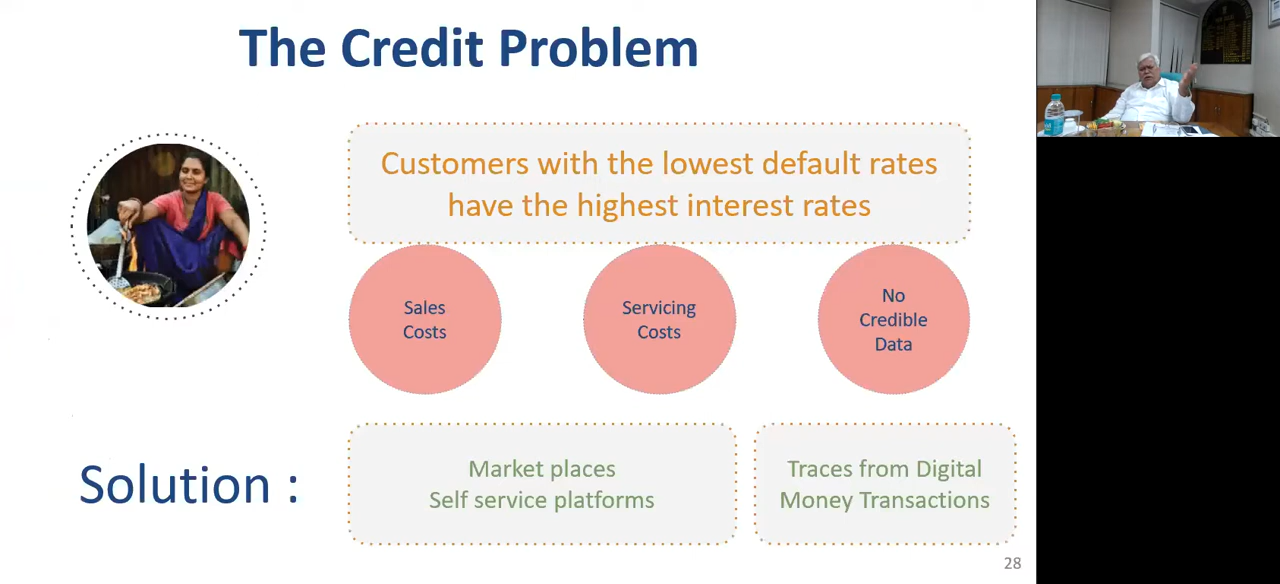 The Credit Problem
Customers with the lowest default rates
have the highest interest rates
Sales
Costs
Servicing
Costs
No
Credible
Data
Solution :
Market places
Self service platforms
Traces from Digital
Money Transactions
28